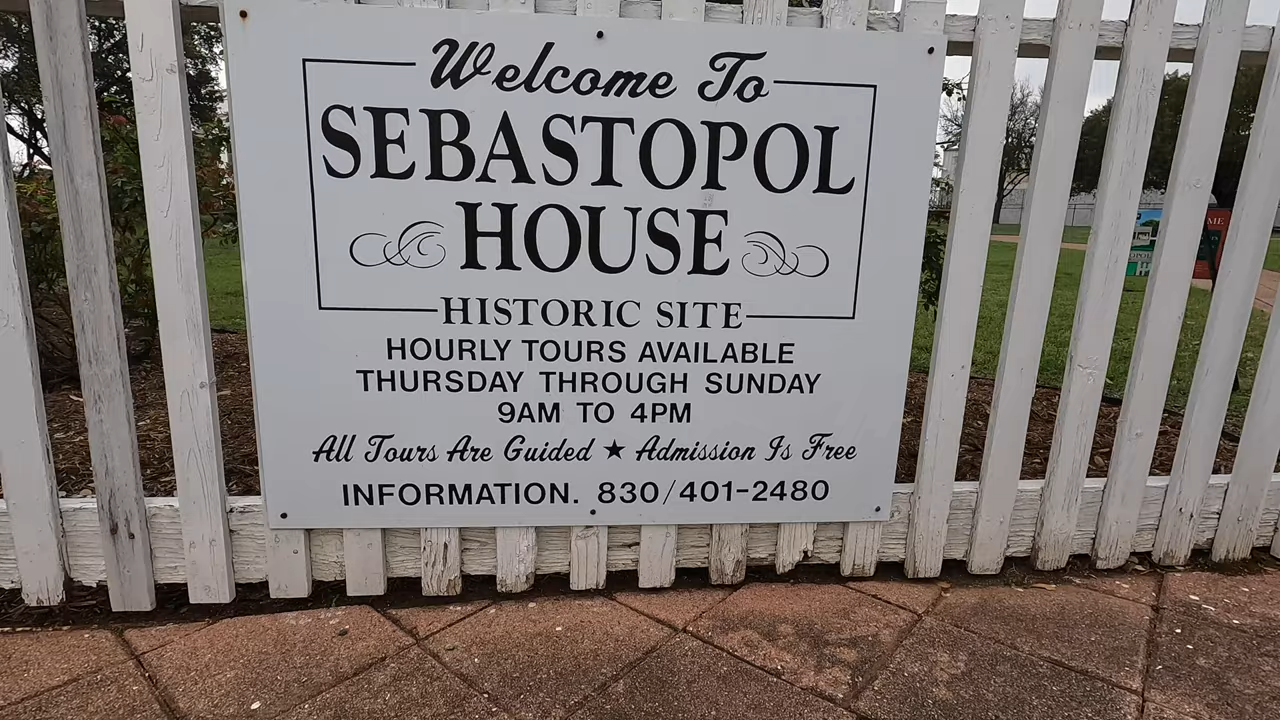 Welcome To
SEBASTOPOL
HOUSE
HISTORIC SITE
HOURLY TOURS AVAILABLE
THURSDAY THROUGH SUNDAY
9AM TO 4PM
All Tours Are Guided ★ Admission Is Free
INFORMATION. 830/401-2480